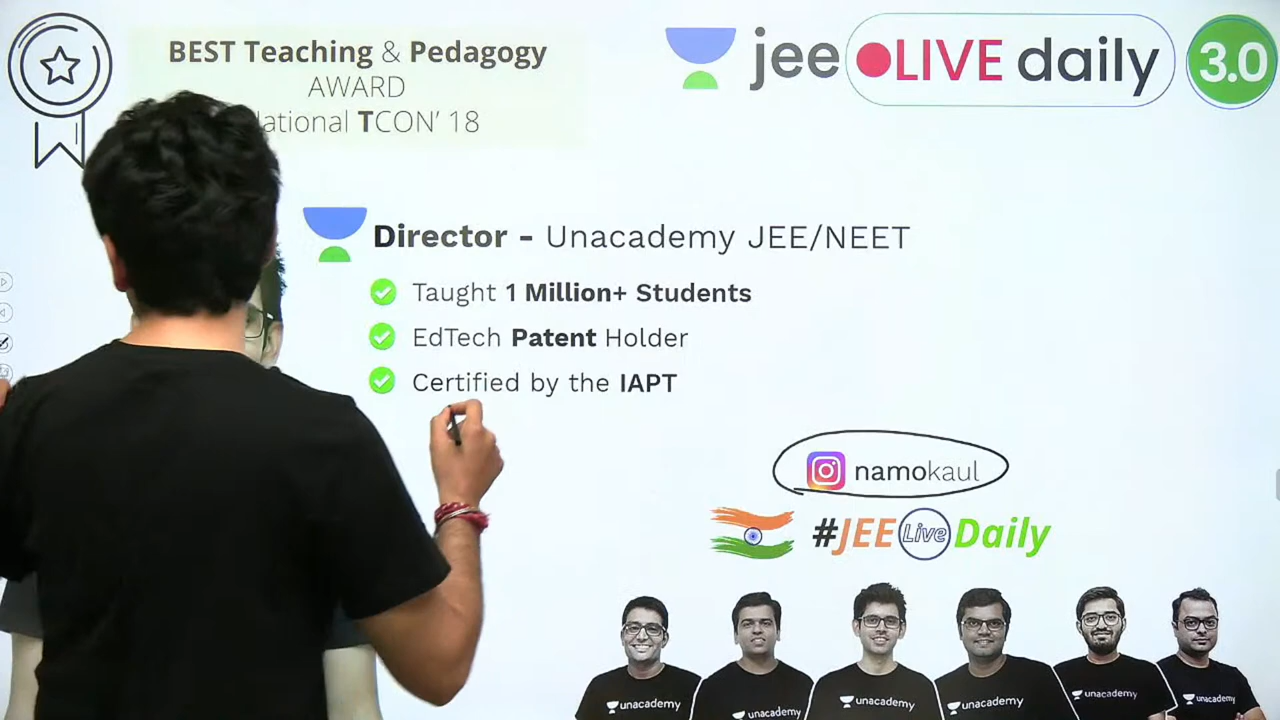 BEST Teaching & Pedagogy
AWARD
ational TCON' 18
jee LIVE daily 3.0
Director - Unacademy JEE/NEET
Taught 1 Million+ Students
EdTech Patent Holder
Certified by the IAPT
namokaul
#JEE Live Daily
unacademy
unacademy
unacademy
unacademy
unacademy
unacademy